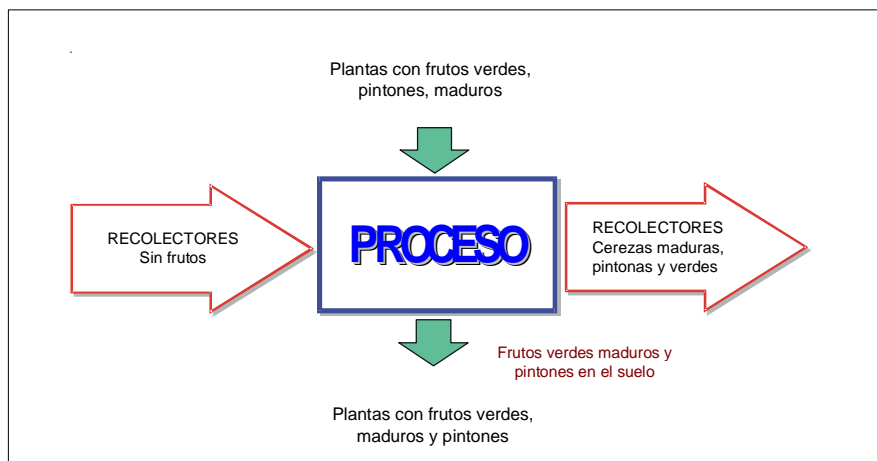 .
Plantas con frutos verdes,
pintones, maduros
RECOLECTORES
Sin frutos
PROCESO
RECOLECTORES
Cerezas maduras,
pintonas y verdes
Frutos verdes maduros y
pintones en el suelo
Plantas con frutos verdes,
maduros y pintones